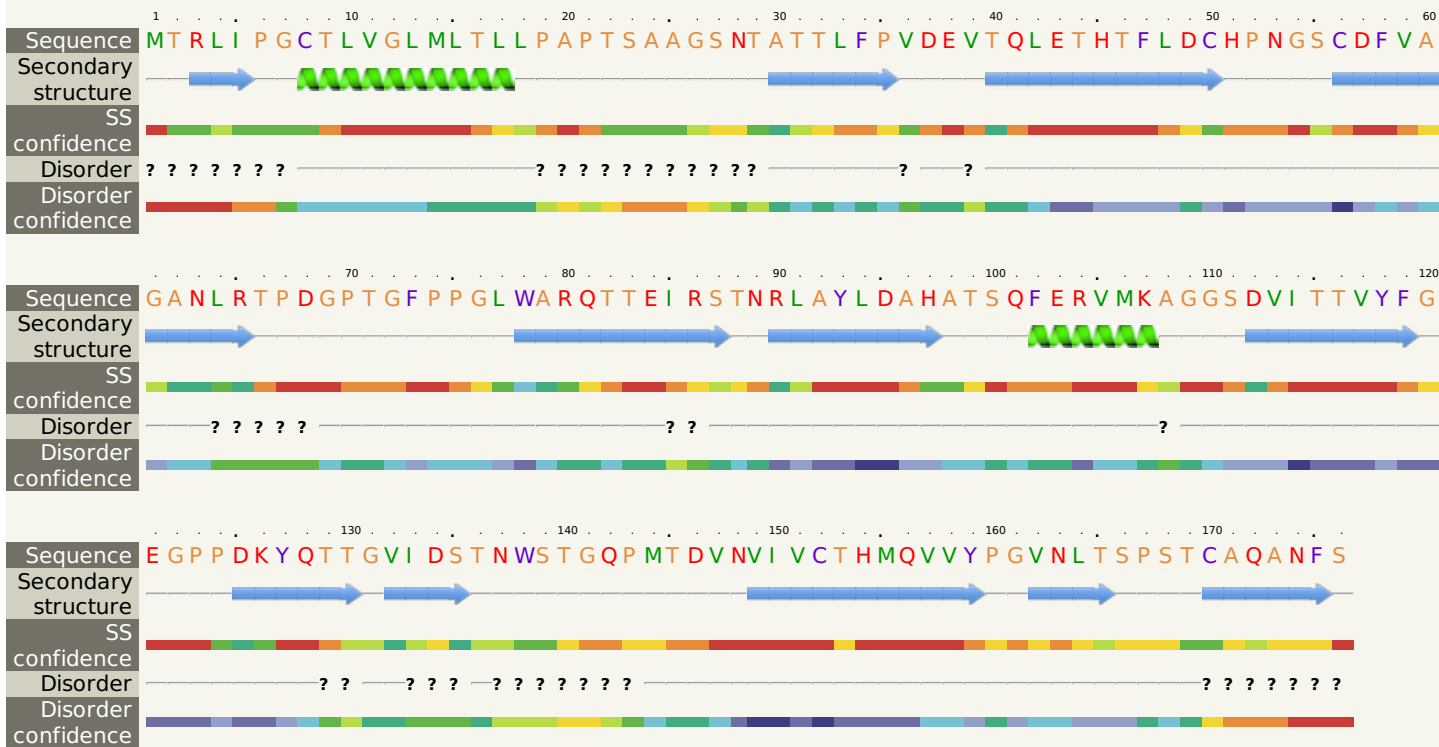 1 10 20 30 40 50 60
Sequence M T R L I P G C T L V G L M L T L L P A P T S A A G S N T A T T L F P V D E V T Q L E T H T F L D C H P N G S C D F V A
Secondary
structure
SS
confidence
Disorder ? ? ? ? ? ? ? ? ? ? ? ? ? ? ? ? ? ? ? ?
Disorder
confidence
70 80 90 100 110 120
Sequence G A N L R T P D G P T G F P P G L W A R Q T T E I R S T N R L A Y L D A H A T S Q F E R V M K A G G S D V I T T V Y F G
Secondary
structure
SS
confidence
Disorder ? ? ? ? ? ? ? ?
Disorder
confidence
130 140 150 160 170
Sequence E G P P D K Y Q T T G V I D S T N W S T G Q P M T D V N V I V C T H M Q V V Y P G V N L T S P S T C A Q A N F S
Secondary
structure
SS
confidence
Disorder ? ? ? ? ? ? ? ? ? ? ? ? ? ? ? ? ? ? ?
Disorder
confidence